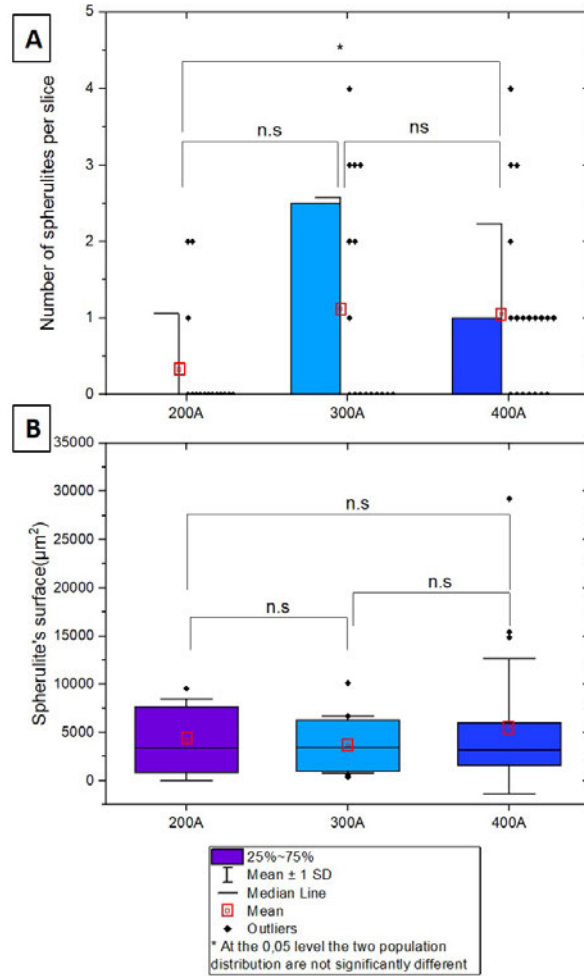 A
Number of spherulites per slice
5
4
3
2
1
0
*
n.s
ns
200A
300A
400A
B
Spherulite's surface(µm²)
35000
30000
25000
20000
15000
10000
5000
0
n.s
n.s
n.s
200A
300A
400A
25%~75%
Mean ± 1 SD
Median Line
Mean
Outliers
* At the 0,05 level the two population
distribution are not significantly different